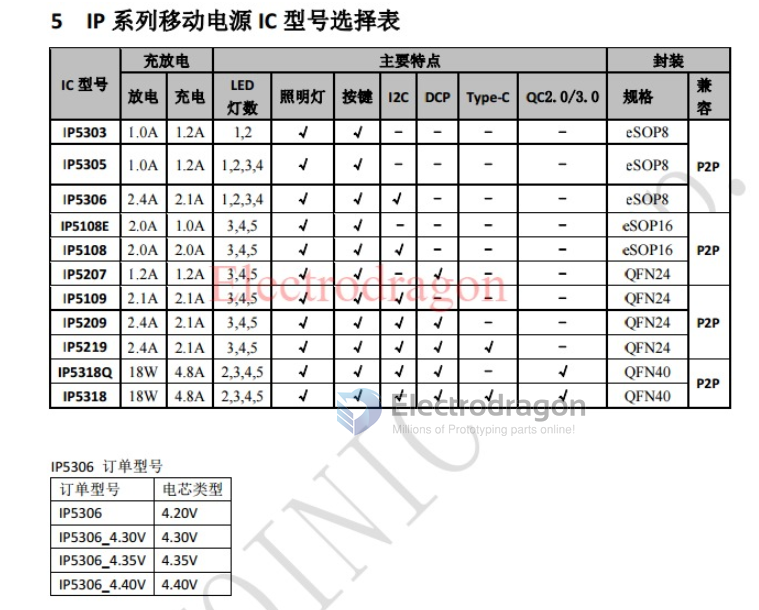 5 IP 系列移动电源 IC 型号选择表
IC 型号 充放电 主要特点 封装
放电 充电 LED 灯数 照明灯 按键 I2C DCP Type-C QC2.0/3.0 规格 兼容
IP5303 1.0A 1.2A 1,2 √ √ – – – – eSOP8
IP5305 1.0A 1.2A 1,2,3,4 √ √ – – – – eSOP8 P2P
IP5306 2.4A 2.1A 1,2,3,4 √ √ √ – – – eSOP8
IP5108E 2.0A 1.0A 3,4,5 √ √ – – – – eSOP16
IP5108 2.0A 2.0A 3,4,5 √ √ √ – – – eSOP16 P2P
IP5207 1.2A 1.2A 3,4,5 √ √ – √ – – QFN24
IP5109 2.1A 2.1A 3,4,5 √ √ √ – – – QFN24
IP5209 2.4A 2.1A 3,4,5 √ √ √ √ – – QFN24 P2P
IP5219 2.4A 2.1A 3,4,5 √ √ √ √ √ – QFN24
IP5318Q 18W 4.8A 2,3,4,5 √ √ √ √ – √ QFN40
IP5318 18W 4.8A 2,3,4,5 √ √ √ √ √ √ QFN40 P2P
Electrodragon
Electrodragon
Millions of Prototyping parts online!
IP5306 订单型号
订单型号 电芯类型
IP5306 4.20V
IP5306_4.30V 4.30V
IP5306_4.35V 4.35V
IP5306_4.40V 4.40V